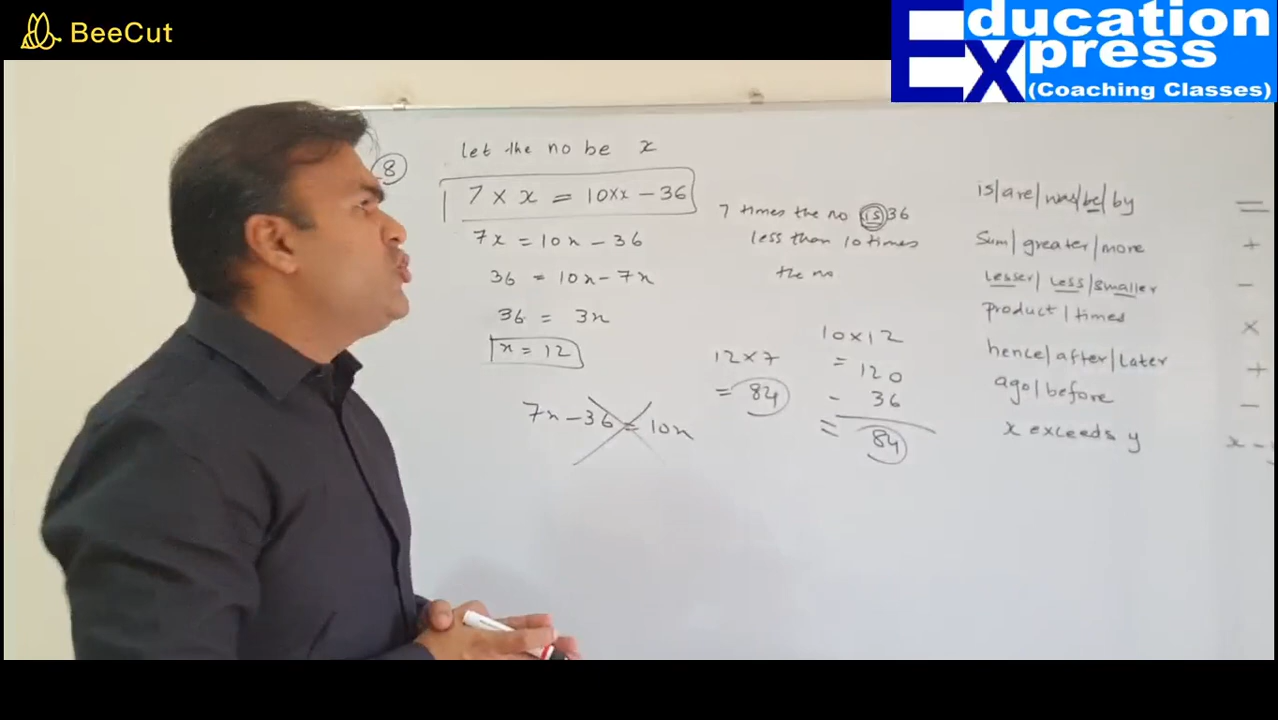 BeeCut
Education
Express
(Coaching Classes)
8
let the no be x
7 × x = 10×x − 36
7x = 10x − 36
36 = 10x − 7x
36 = 3x
x = 12
7x − 36 = 10x
7 times the no is 36
less than 10 times
the no
12×7
= 84
10×12
= 120
− 36
= 84
is/are/was/be/by =
Sum/greater/more +
Lesser/Less/smaller −
Product/times ×
hence/after/Later +
ago/before −
x exceeds y x −